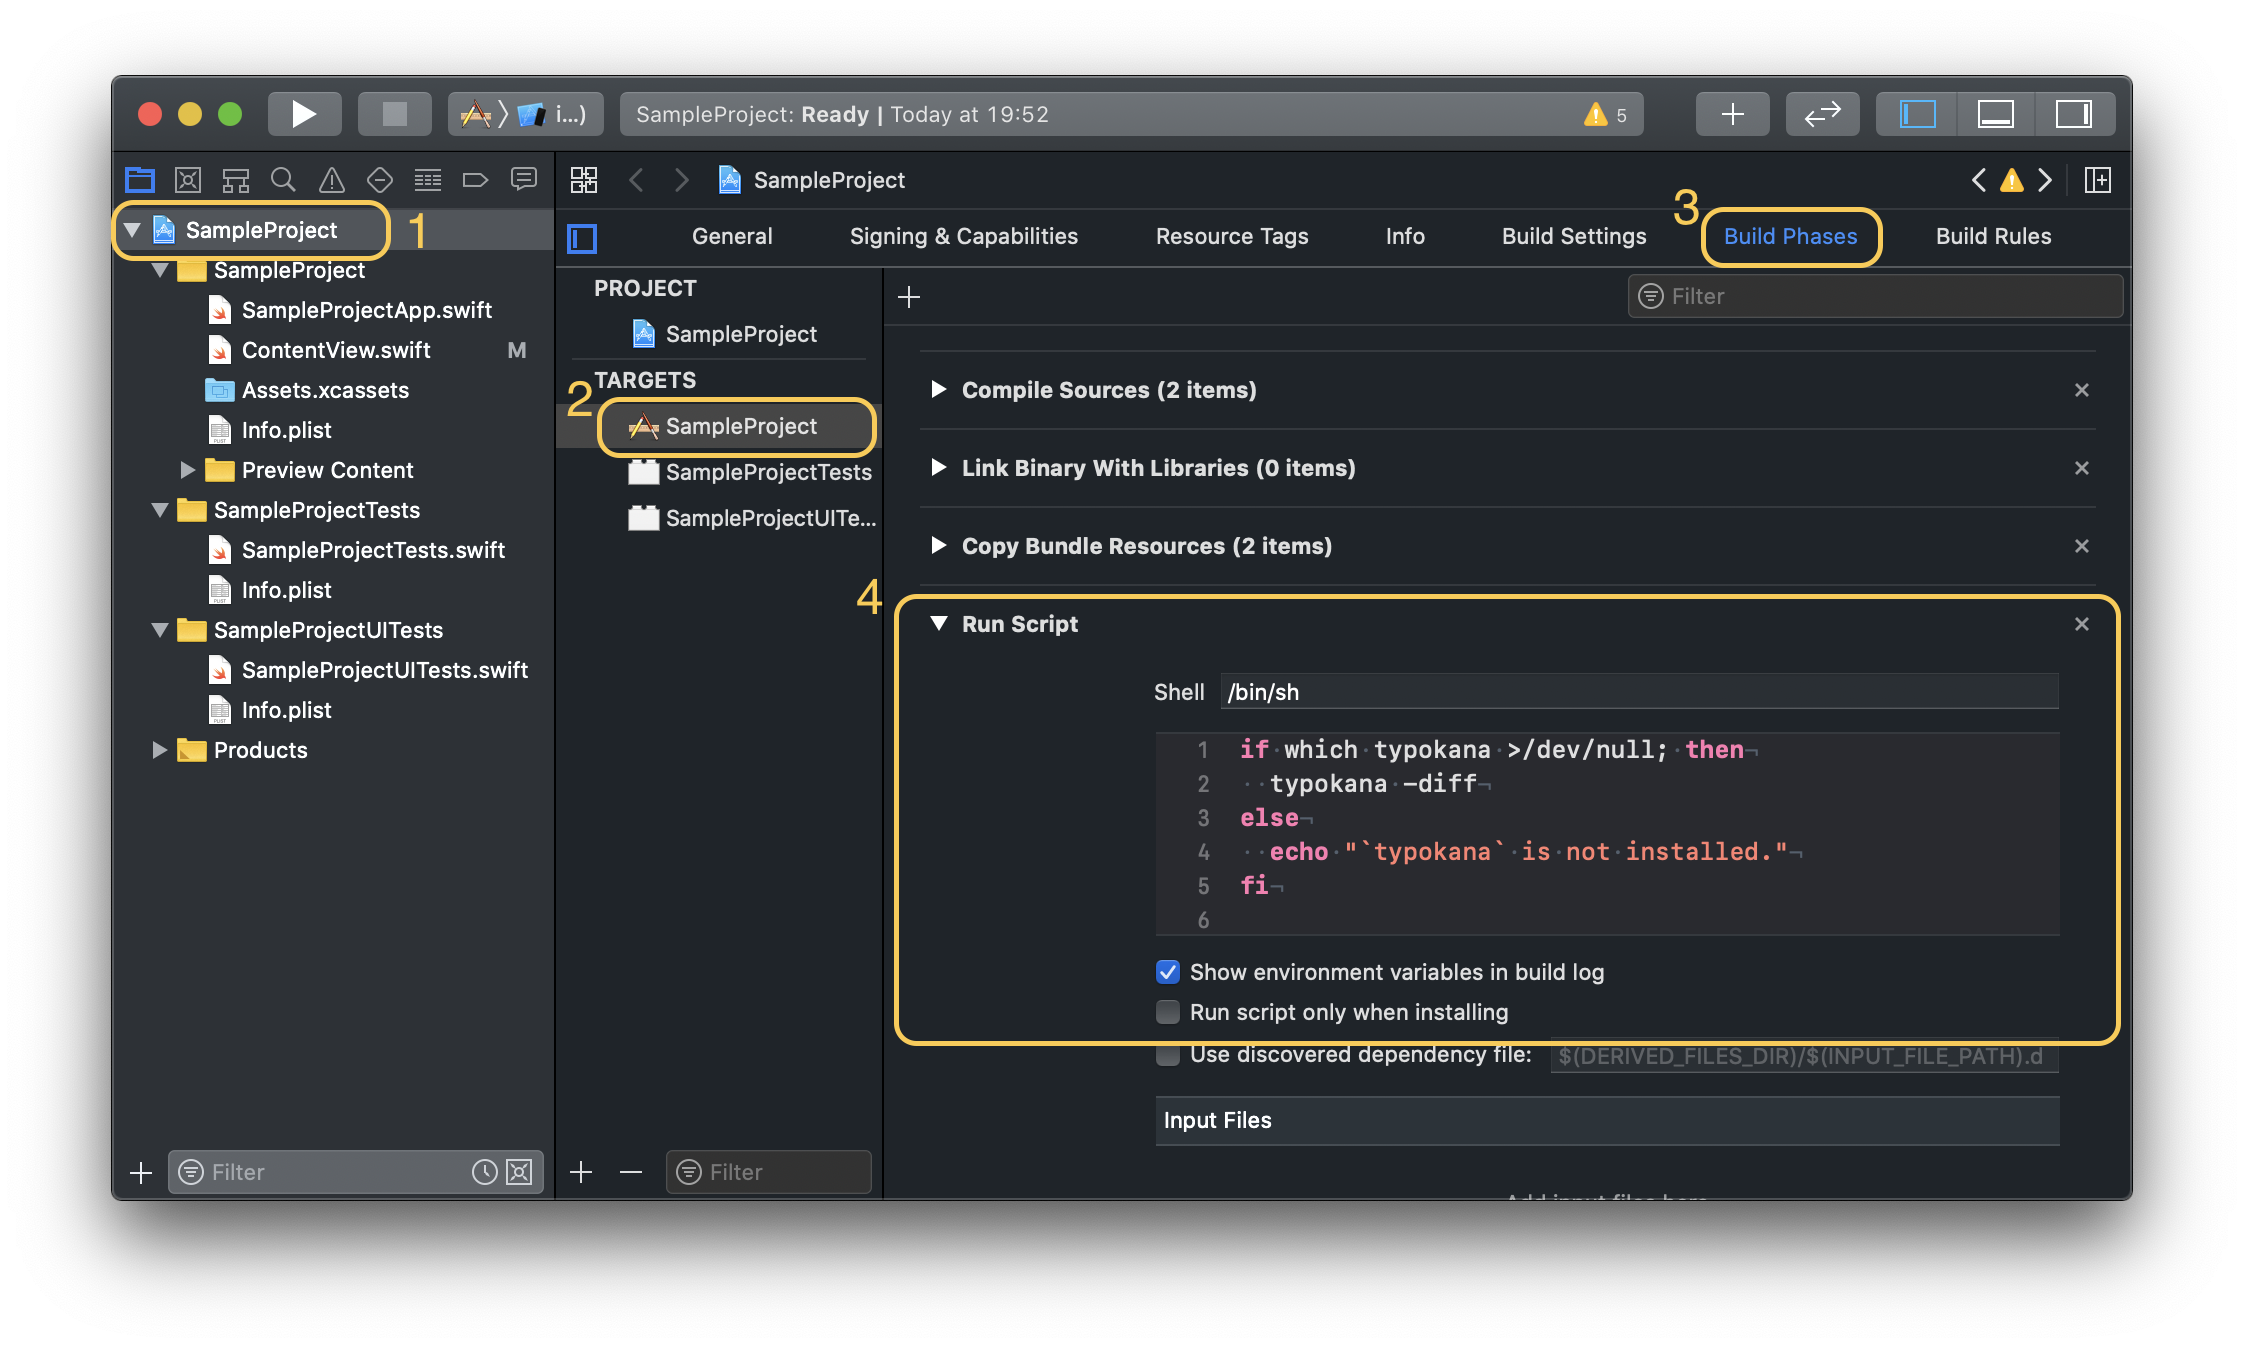 i...)
SampleProject: Ready | Today at 19:52
5
SampleProject
1
SampleProject
SampleProjectApp.swift
ContentView.swift M
Assets.xcassets
Info.plist
Preview Content
SampleProjectTests
SampleProjectTests.swift
Info.plist
SampleProjectUITests
SampleProjectUITests.swift
Info.plist
Products
Filter
SampleProject
General Signing & Capabilities Resource Tags Info Build Settings 3 Build Phases Build Rules
PROJECT
SampleProject
TARGETS
2
SampleProject
SampleProjectTests
SampleProjectUITe...
Filter
Filter
Compile Sources (2 items)
Link Binary With Libraries (0 items)
Copy Bundle Resources (2 items)
4
Run Script
Shell /bin/sh
1 if which typokana >/dev/null; then¬
2 typokana -diff¬
3 else¬
4 echo "`typokana` is not installed."¬
5 fi¬
6
Show environment variables in build log
Run script only when installing
Use discovered dependency file: $(DERIVED_FILES_DIR)/$(INPUT_FILE_PATH).d
Input Files
Add input files here